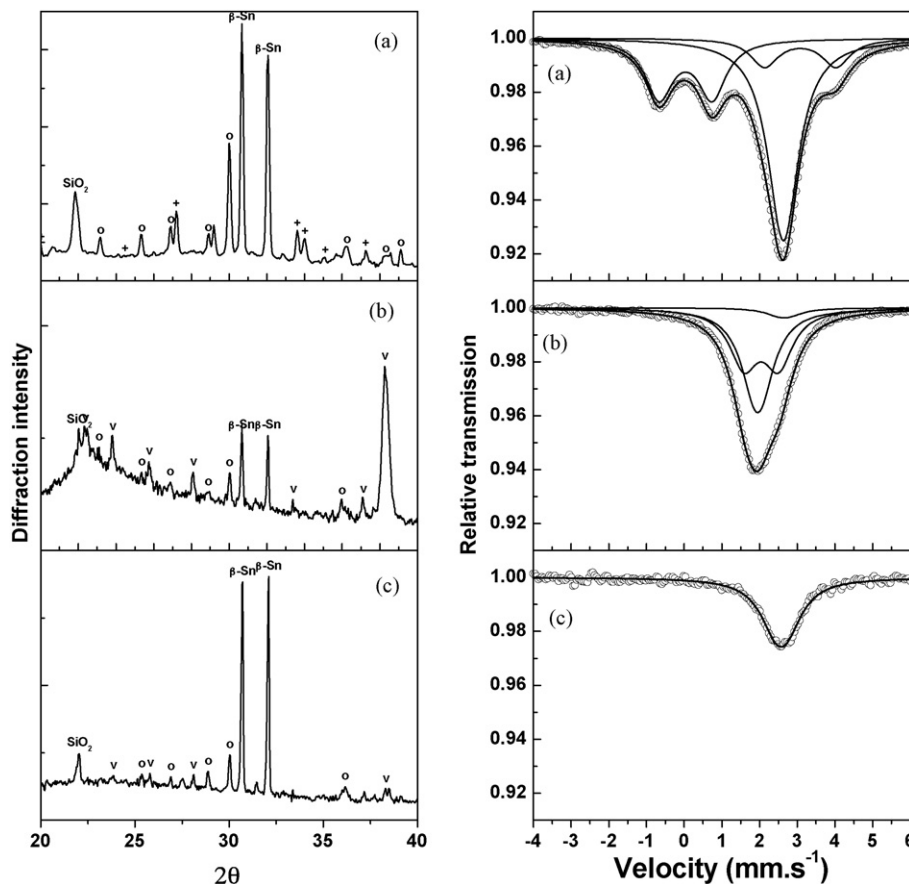 β-Sn
β-Sn
(a)
SiO₂
o
+
o
o
+
o
o
+
+
+
o
+
o
o
(b)
SiO₂
v
o
v
o
v
o
v
o
o
β-Sn
β-Sn
v
o
v
v
(c)
β-Sn
β-Sn
SiO₂
v
o
v
o
v
o
o
o
v
20 25 30 35 40
2θ
Diffraction intensity
1.00
0.98
0.96
0.94
0.92
(a)
1.00
0.98
0.96
0.94
0.92
(b)
1.00
0.98
0.96
0.94
0.92
(c)
-4 -3 -2 -1 0 1 2 3 4 5 6
Velocity (mm.s⁻¹)
Relative transmission